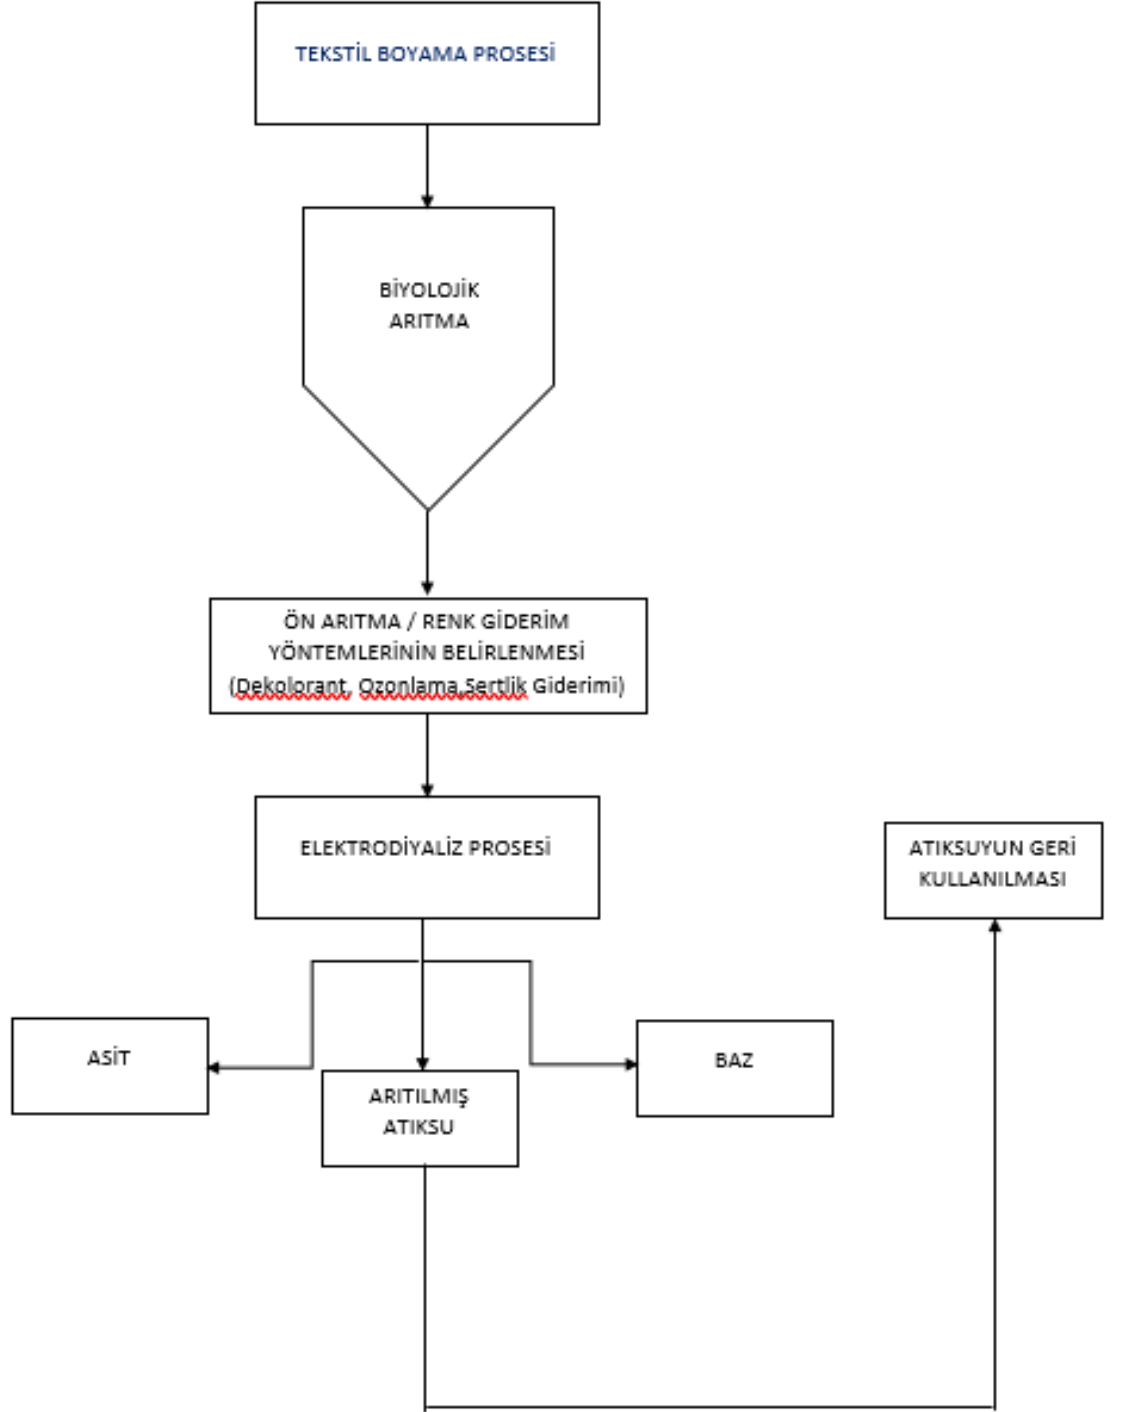 TEKSTİL BOYAMA PROSESİ
BİYOLOJİK
ARITMA
ÖN ARITMA / RENK GİDERİM
YÖNTEMLERİNİN BELİRLENMESİ
(Dekolorant, Ozonlama,Sertlik Giderimi)
ELEKTRODİYALİZ PROSESİ
ATIKSUYUN GERİ
KULLANILMASI
ASİT
BAZ
ARITILMIŞ
ATIKSU